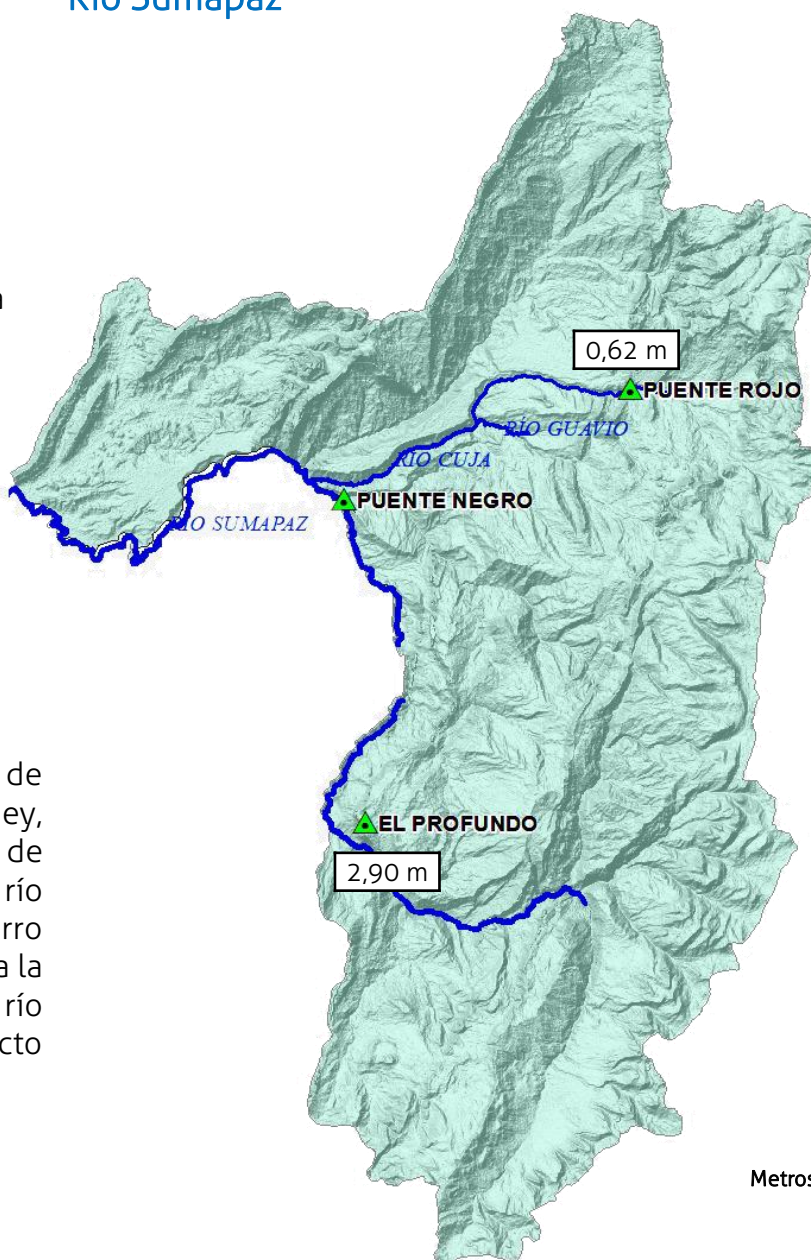 Río Sumapaz
0,62 m
PUENTE ROJO
RÍO GUAVIO
RÍO CUJA
PUENTE NEGRO
RÍO SUMAPAZ
de
ey,
de
río
rro
a la
río
cto
EL PROFUNDO
2,90 m
Metros